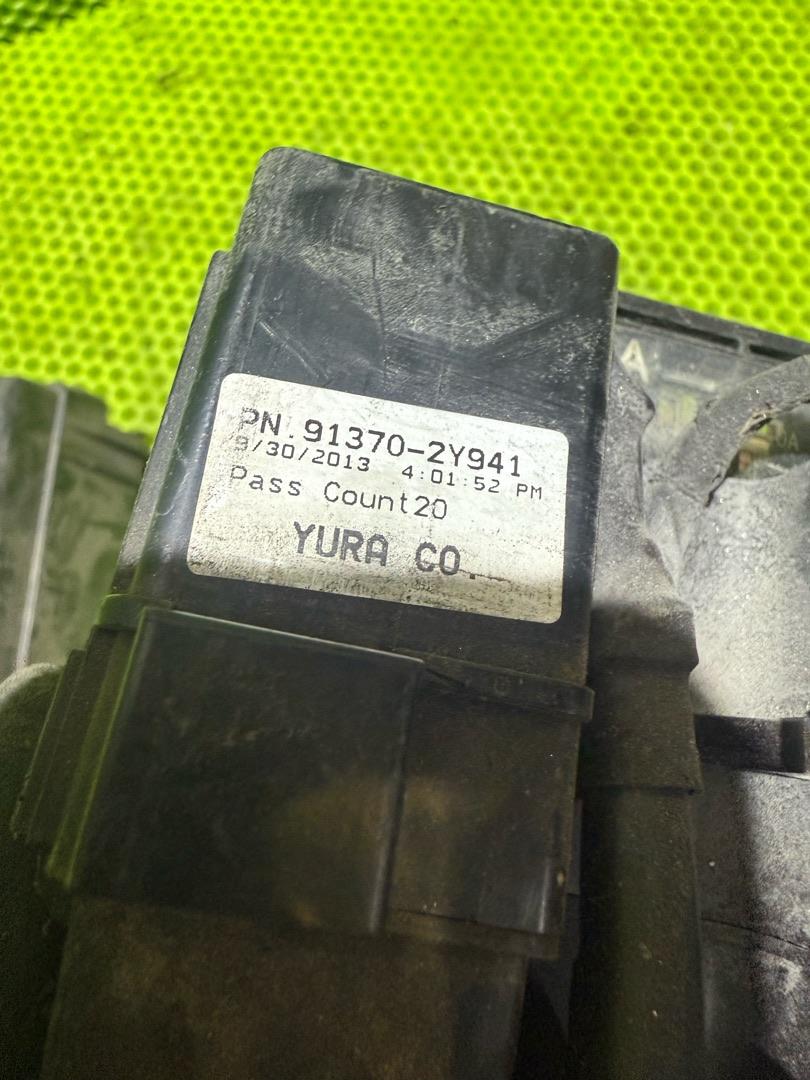 PN.91370-2Y941
9/30/2013 4:01:52 PM
Pass Count20
YURA CO.
A